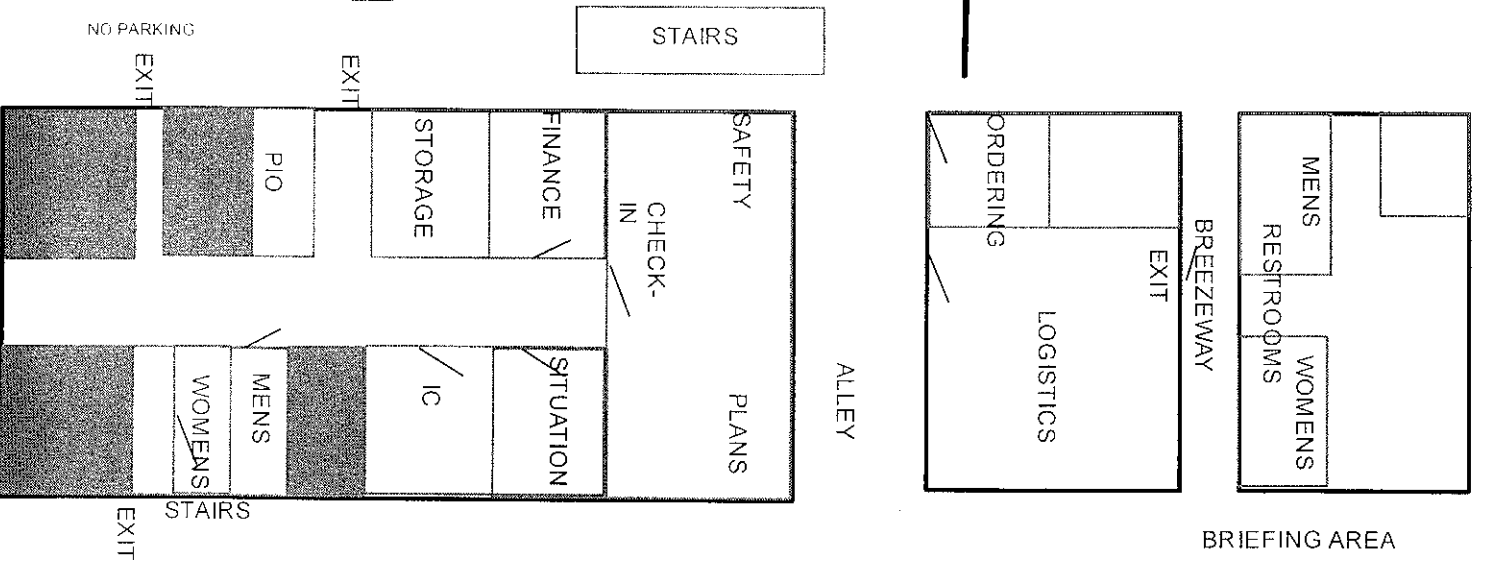 NO PARKING
STAIRS
EXIT
EXIT
PIO
STORAGE
FINANCE
SAFETY
CHECK-
IN
ORDERING
MENS
RESTROOMS
BREEZEWAY
EXIT
LOGISTICS
WOMENS
MENS
IC
SITUATION
PLANS
ALLEY
WOMENS
STAIRS
EXIT
BRIEFING AREA